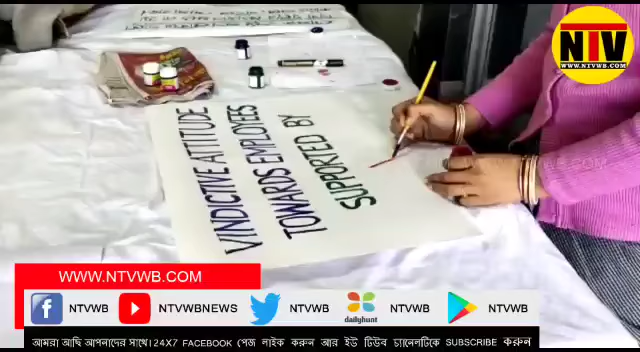 NTV
WWW.NTVWB.COM
VINDICTIVE ATTITUDE
TOWARDS EMPLOYEES
SUPPORTED BY
WWW.NTVWB.COM
NTVWB
NTVWBNEWS
NTVWB
dailyhunt
NTVWB
NTVWB
আমরা আছি আপনাদের সাথে। 24X7 FACEBOOK পেজ লাইক করুন আর ইউ টিউব চ্যানেলটিকে SUBSCRIBE করুন